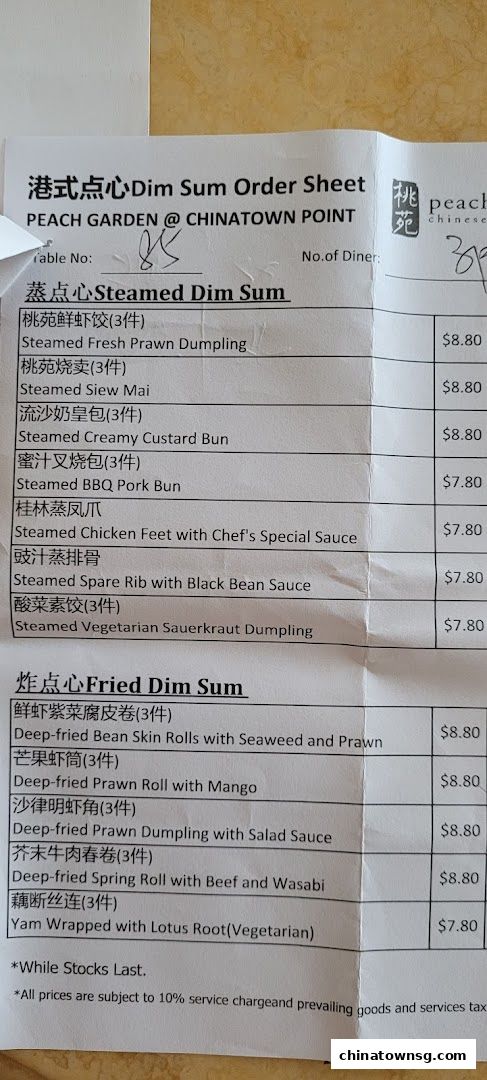 港式点心Dim Sum Order Sheet
PEACH GARDEN @ CHINATOWN POINT
桃苑
peach
chinese
Table No: 85
No.of Diner:
蒸点心Steamed Dim Sum
桃苑鲜虾饺(3件)
Steamed Fresh Prawn Dumpling $8.80
桃苑烧卖(3件)
Steamed Siew Mai $8.80
流沙奶皇包(3件)
Steamed Creamy Custard Bun $8.80
蜜汁叉烧包(3件)
Steamed BBQ Pork Bun $7.80
桂林蒸凤爪
Steamed Chicken Feet with Chef's Special Sauce $7.80
豉汁蒸排骨
Steamed Spare Rib with Black Bean Sauce $7.80
酸菜素饺(3件)
Steamed Vegetarian Sauerkraut Dumpling $7.80
炸点心Fried Dim Sum
鲜虾紫菜腐皮卷(3件)
Deep-fried Bean Skin Rolls with Seaweed and Prawn $8.80
芒果虾筒(3件)
Deep-fried Prawn Roll with Mango $8.80
沙律明虾角(3件)
Deep-fried Prawn Dumpling with Salad Sauce $8.80
芥末牛肉春卷(3件)
Deep-fried Spring Roll with Beef and Wasabi $8.80
藕断丝连(3件)
Yam Wrapped with Lotus Root(Vegetarian) $7.80
*While Stocks Last.
*All prices are subject to 10% service chargeand prevailing goods and services tax
chinatownsg.com